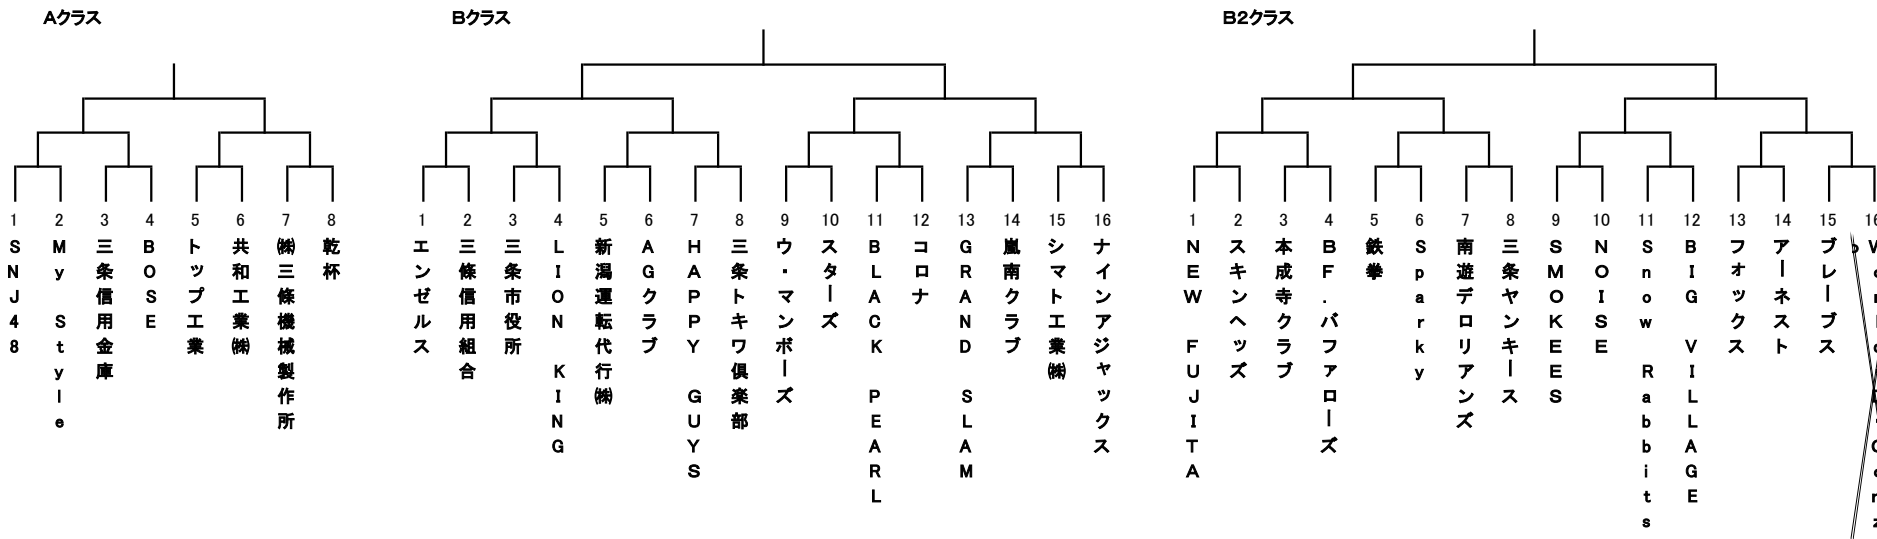 Aクラス
1 SNJ48
2 My Style
3 三条信用金庫
4 BOSE
5 トップ工業
6 共和工業㈱
7 ㈱三條機械製作所
8 乾杯
Bクラス
1 エンゼルス
2 三條信用組合
3 三条市役所
4 LION KING
5 新潟運転代行㈱
6 AGクラブ
7 HAPPY GUYS
8 三条トキワ倶楽部
9 ウ・マンボーズ
10 スターズ
11 BLACK PEARL
12 コロナ
13 GRAND SLAM
14 嵐南クラブ
15 シマト工業㈱
16 ナインアジャックス
B2クラス
1 NEW FUJITA
2 スキンヘッズ
3 本成寺クラブ
4 BF.バファローズ
5 鉄拳
6 Sparky
7 南遊デロリアンズ
8 三条ヤンキース
9 SMOKEES
10 NOISE
11 Snow Rabbits
12 BIG VILLAGE
13 フォックス
14 アーネスト
15 ブレーブス
16